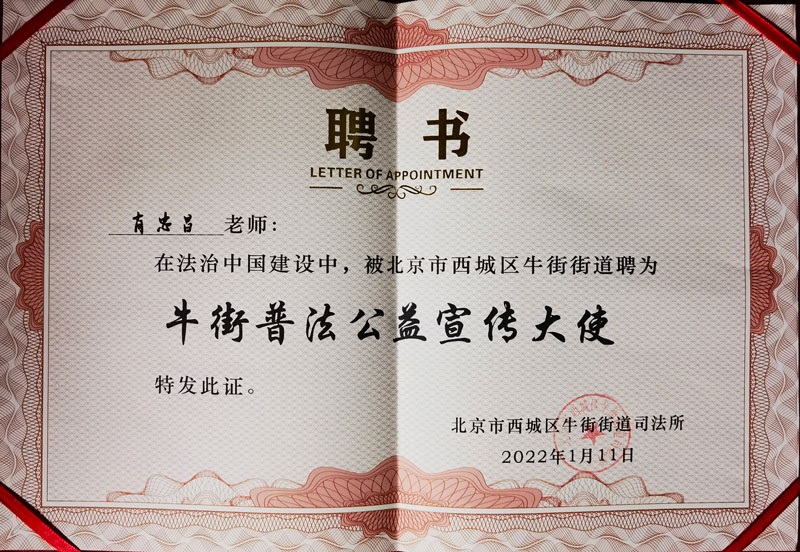 聘书
LETTER OF APPOINTMENT
肖忠昌 老师:
在法治中国建设中，被北京市西城区牛街街道聘为
牛街普法公益宣传大使
特发此证。
北京市西城区牛街街道司法所
2022年1月11日